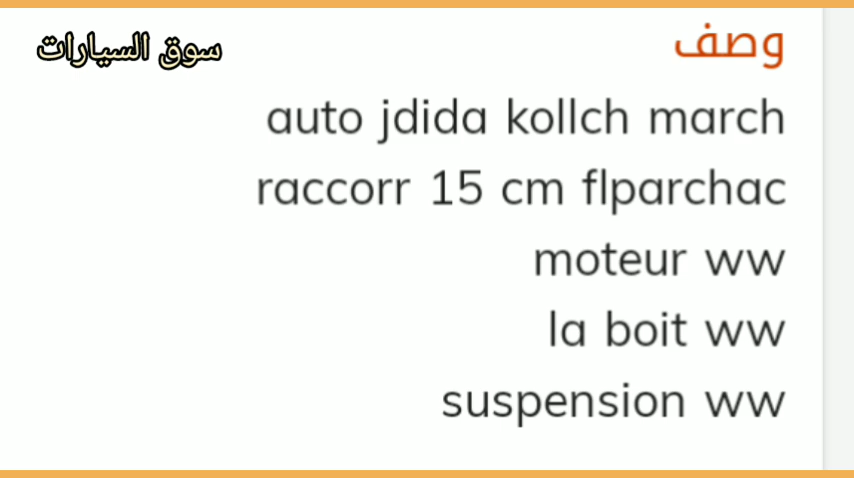 وصف
سوق السيارات
auto jdida kollch march
raccorr 15 cm flparchac
moteur ww
la boit ww
suspension ww